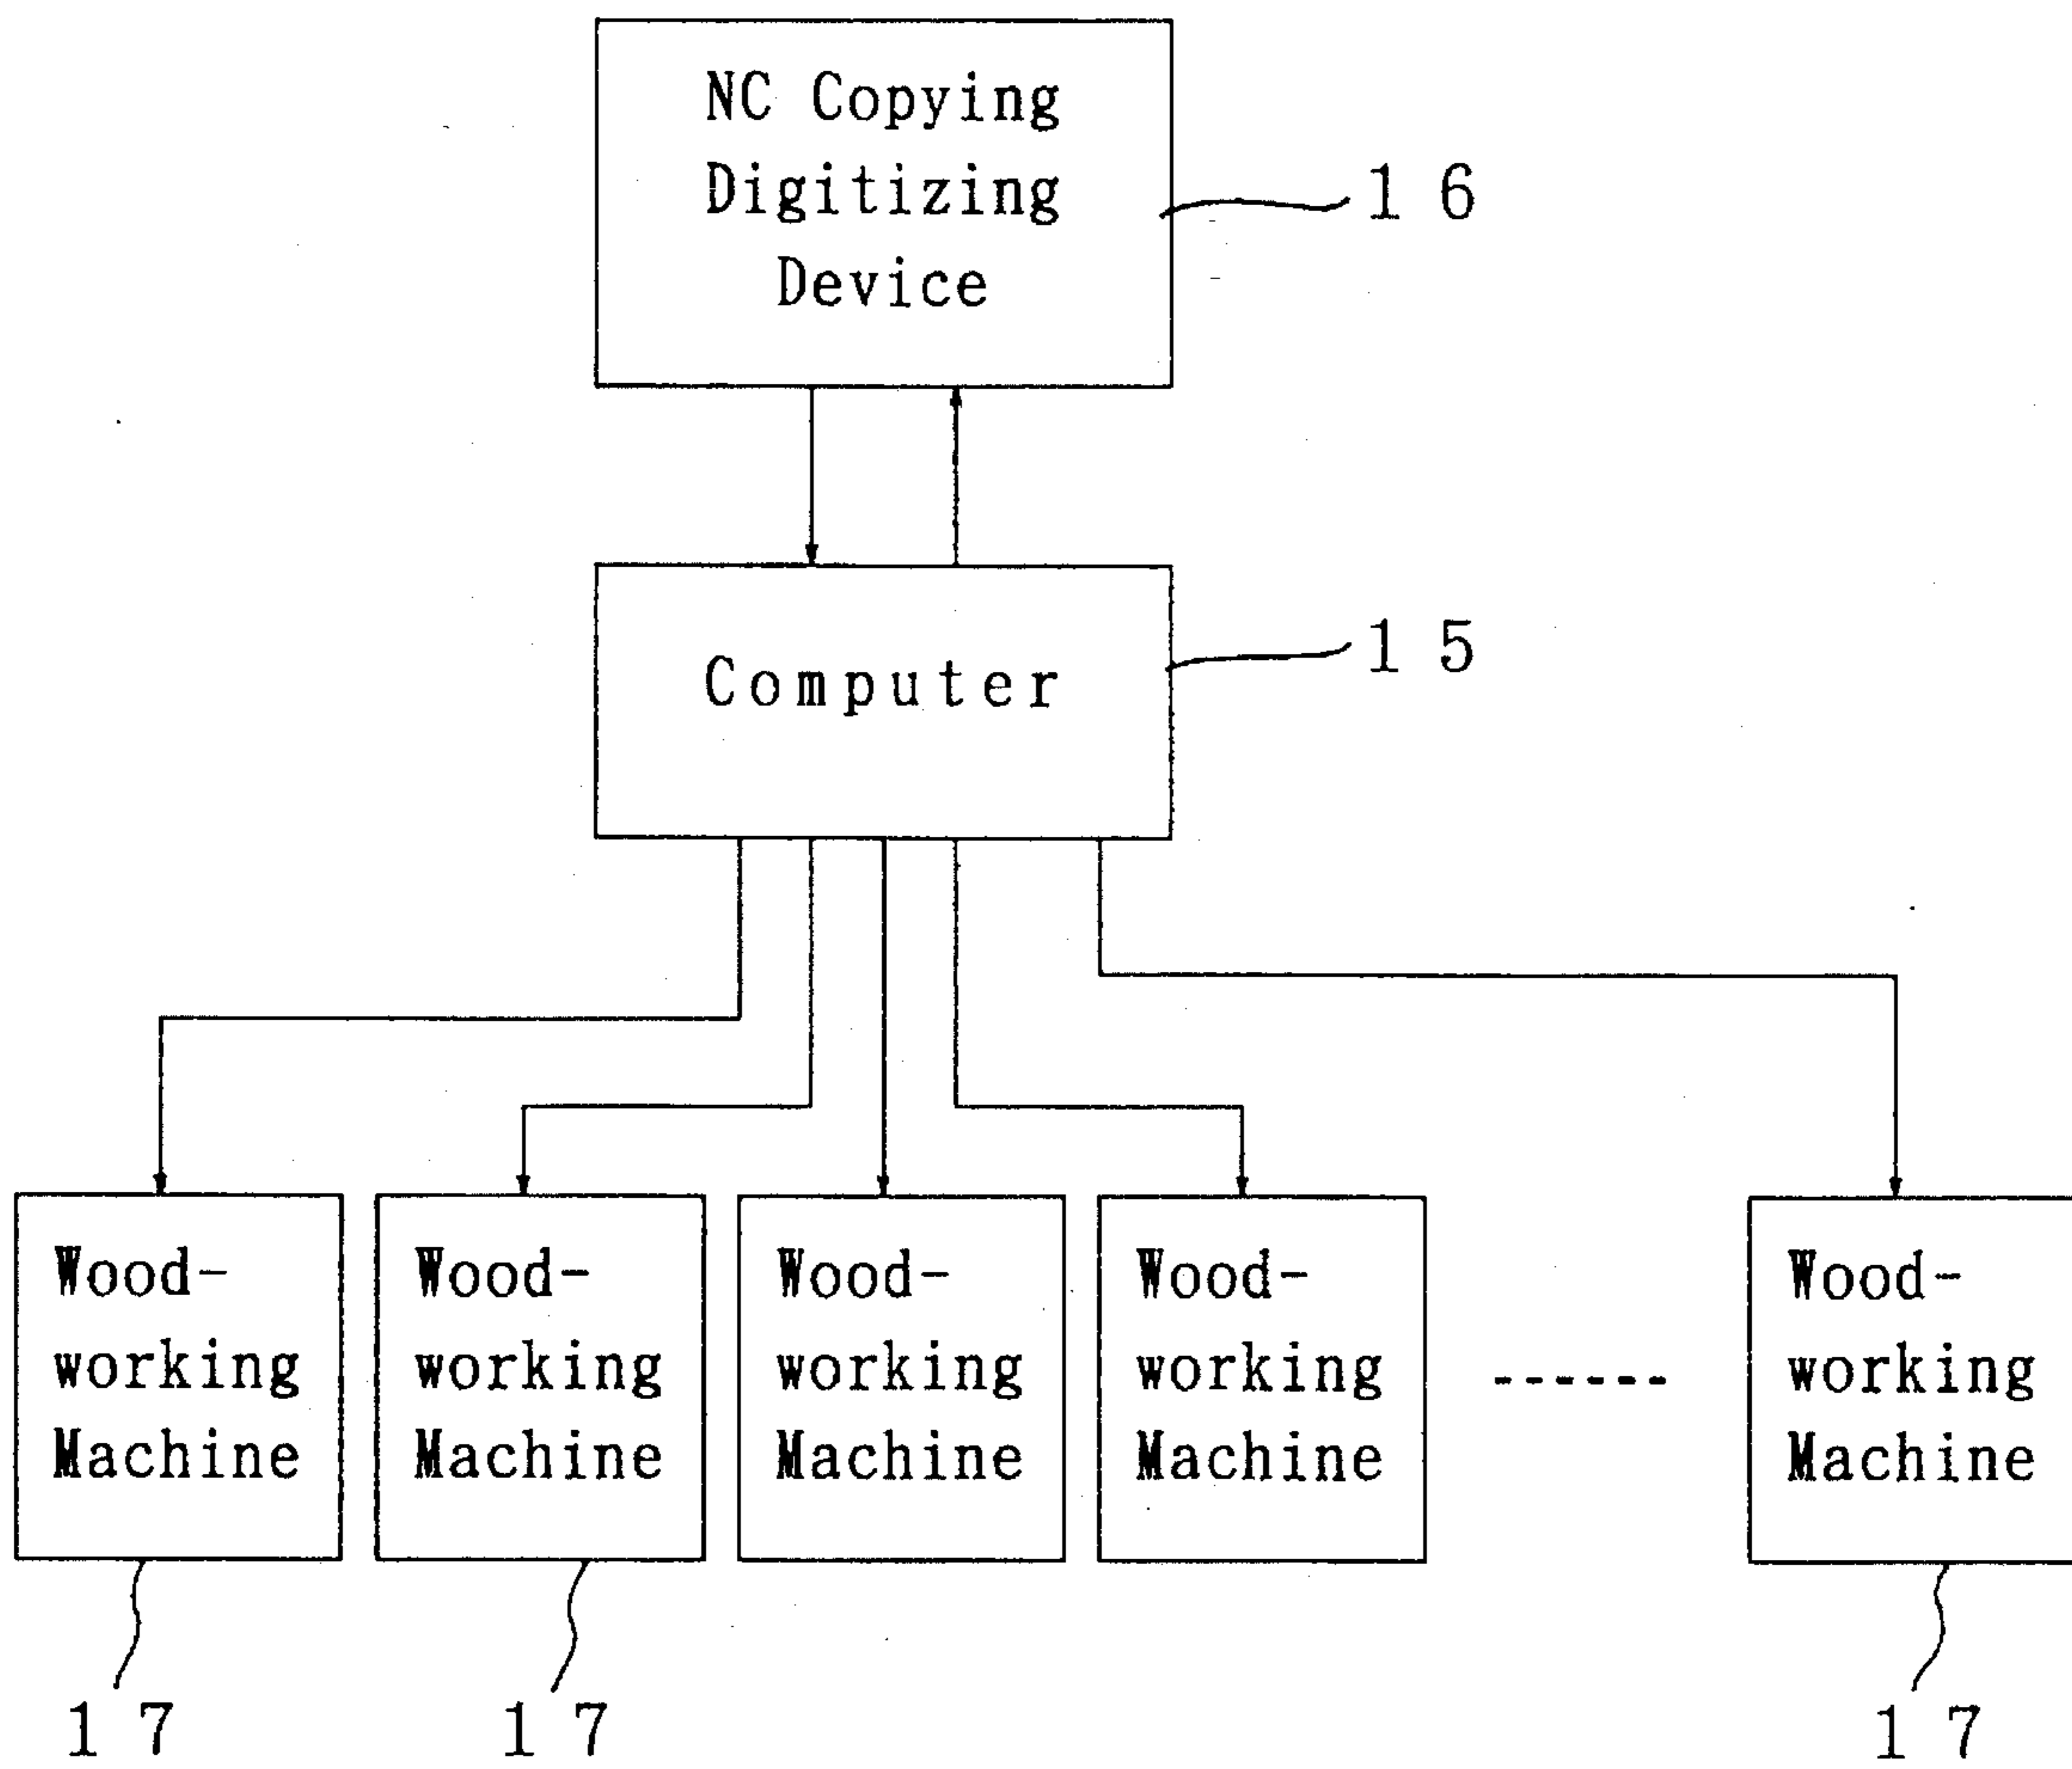 NC Copying
Digitizing
Device
16
Computer
15
Wood-
working
Machine
Wood-
working
Machine
Wood-
working
Machine
Wood-
working
Machine
------
Wood-
working
Machine
17
17
17